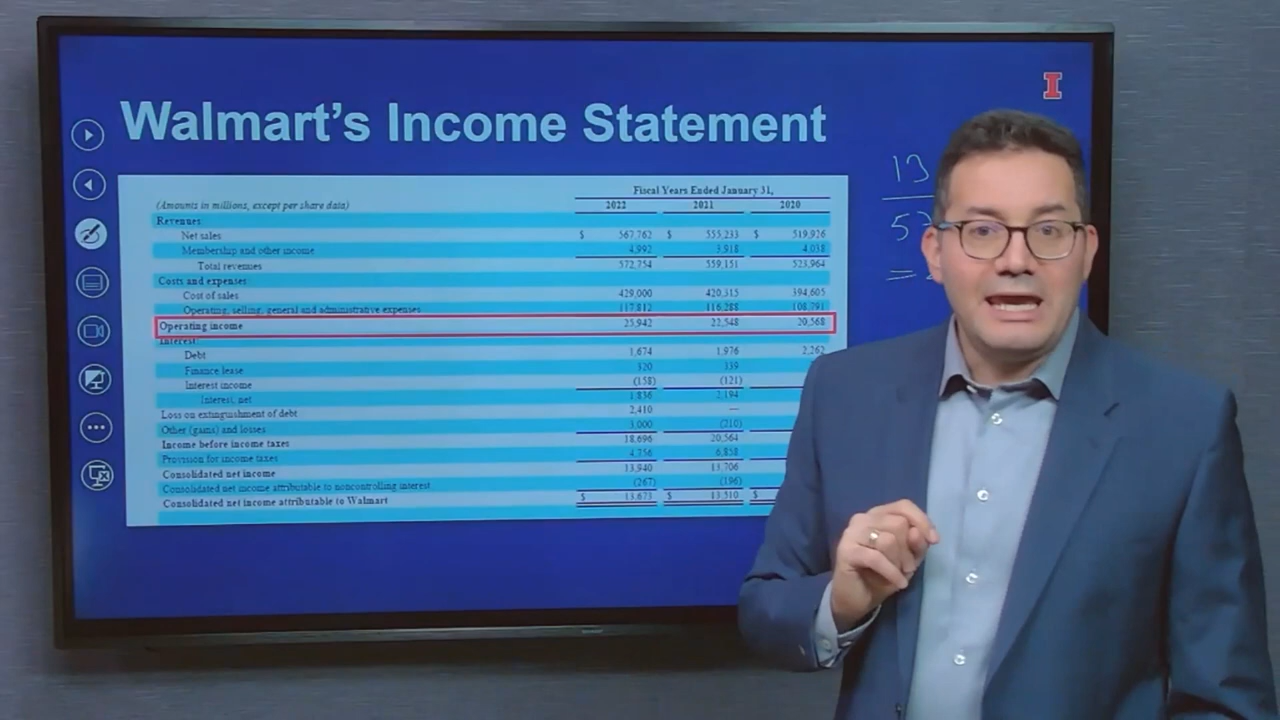 I
Walmart's Income Statement
13
5
=
Fiscal Years Ended January 31,
(Amounts in millions, except per share data) 2022 2021 2020
Revenues:
Net sales $ 567,762 $ 555,233 $ 519,926
Membership and other income 4,992 3,918 4,038
Total revenues 572,754 559,151 523,964
Costs and expenses
Cost of sales 429,000 420,315 394,605
Operating, selling, general and administrative expenses 117,812 116,288 108,791
Operating income 25,942 22,548 20,568
Interest:
Debt 1,674 1,976 2,262
Finance lease 320 339
Interest income (158) (121)
Interest, net 1,836 2,194
Loss on extinguishment of debt 2,410 —
Other (gains) and losses 3,000 (210)
Income before income taxes 18,696 20,564
Provision for income taxes 4,756 6,858
Consolidated net income 13,940 13,706
Consolidated net income attributable to noncontrolling interest (267) (196)
Consolidated net income attributable to Walmart $ 13,673 $ 13,510 $